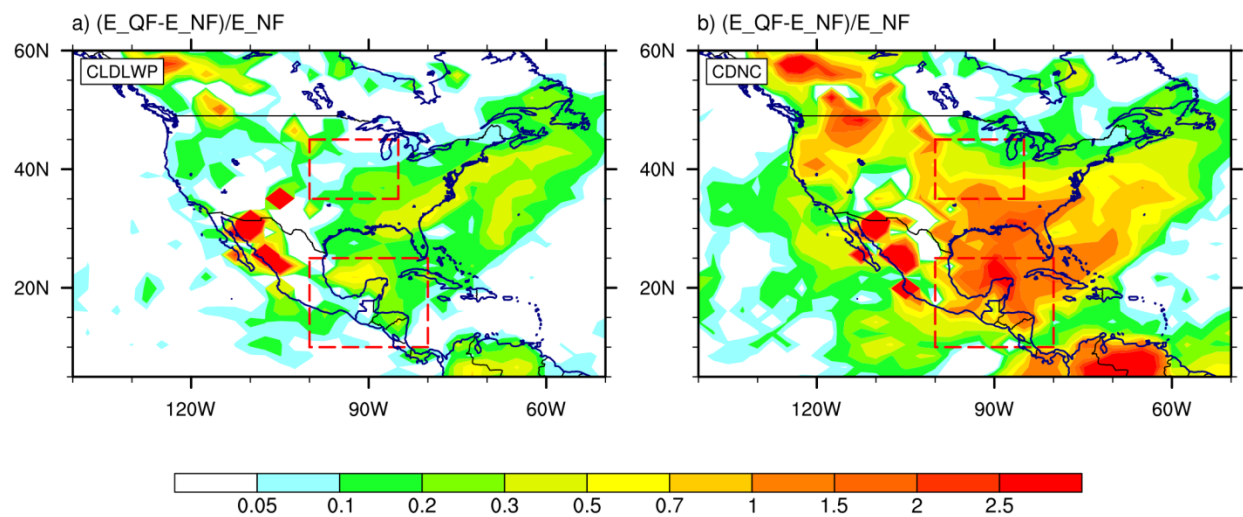 a) (E_QF-E_NF)/E_NF
b) (E_QF-E_NF)/E_NF
60N
CLDLWP
40N
20N
120W
90W
60W
60N
CDNC
40N
20N
120W
90W
60W
0.05 0.1 0.2 0.3 0.5 0.7 1 1.5 2 2.5